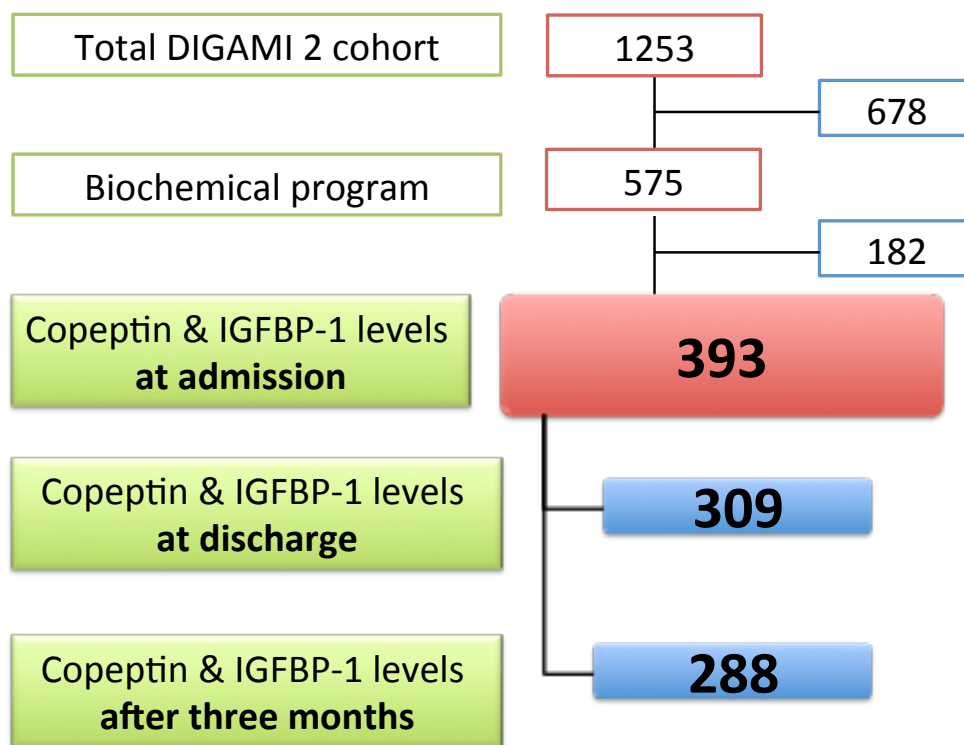 Total DIGAMI 2 cohort
1253
678
Biochemical program
575
182
Copeptin & IGFBP-1 levels
at admission
393
Copeptin & IGFBP-1 levels
at discharge
309
Copeptin & IGFBP-1 levels
after three months
288